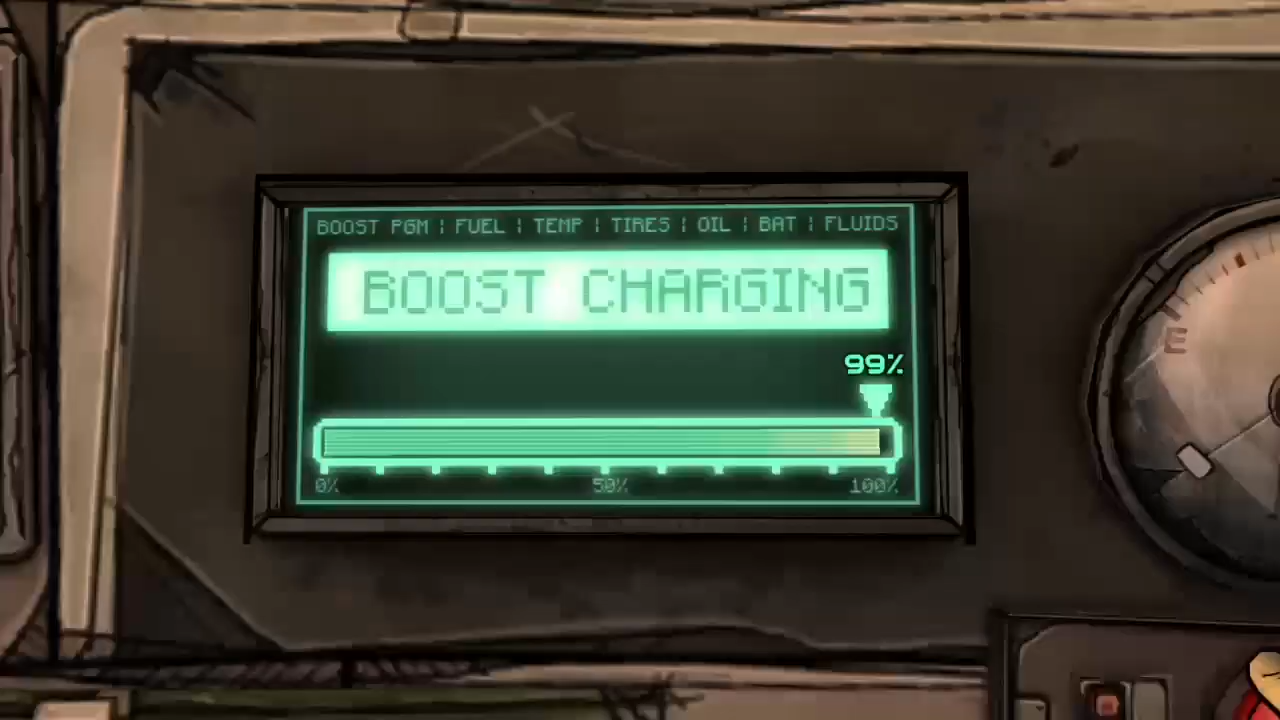 BOOST PGM ¦ FUEL ¦ TEMP ¦ TIRES ¦ OIL ¦ BAT ¦ FLUIDS
BOOST CHARGING
99%
0% 50% 100%
E